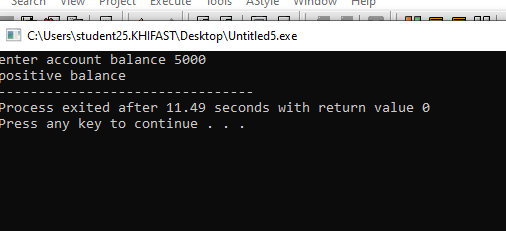 Search View Project Execute Tools AStyle Window Help
C:\Users\student25.KHIFAST\Desktop\Untitled5.exe
enter account balance 5000
positive balance
--------------------------------
Process exited after 11.49 seconds with return value 0
Press any key to continue . . .